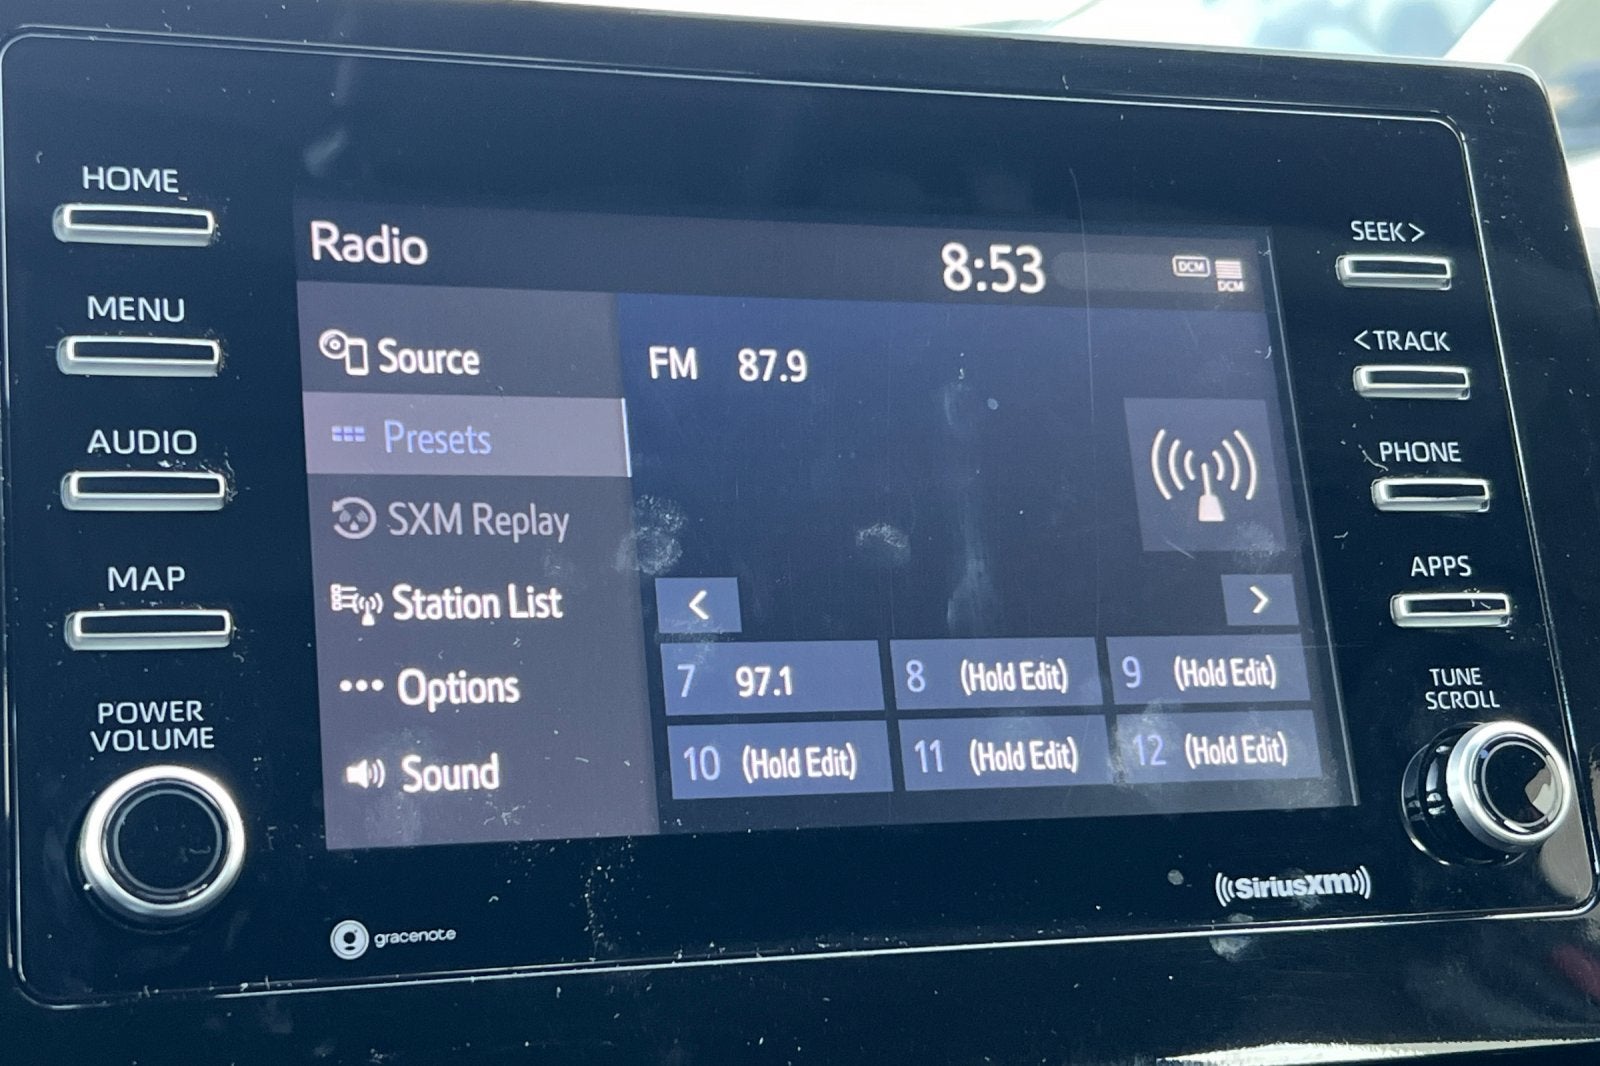 HOME
MENU
AUDIO
MAP
POWER
VOLUME
Radio
8:53
DCM
DCM
Source
Presets
SXM Replay
Station List
Options
Sound
FM 87.9
<
>
7 97.1
8 (Hold Edit)
9 (Hold Edit)
10 (Hold Edit)
11 (Hold Edit)
12 (Hold Edit)
SEEK >
< TRACK
PHONE
APPS
TUNE
SCROLL
gracenote
((SiriusXM))